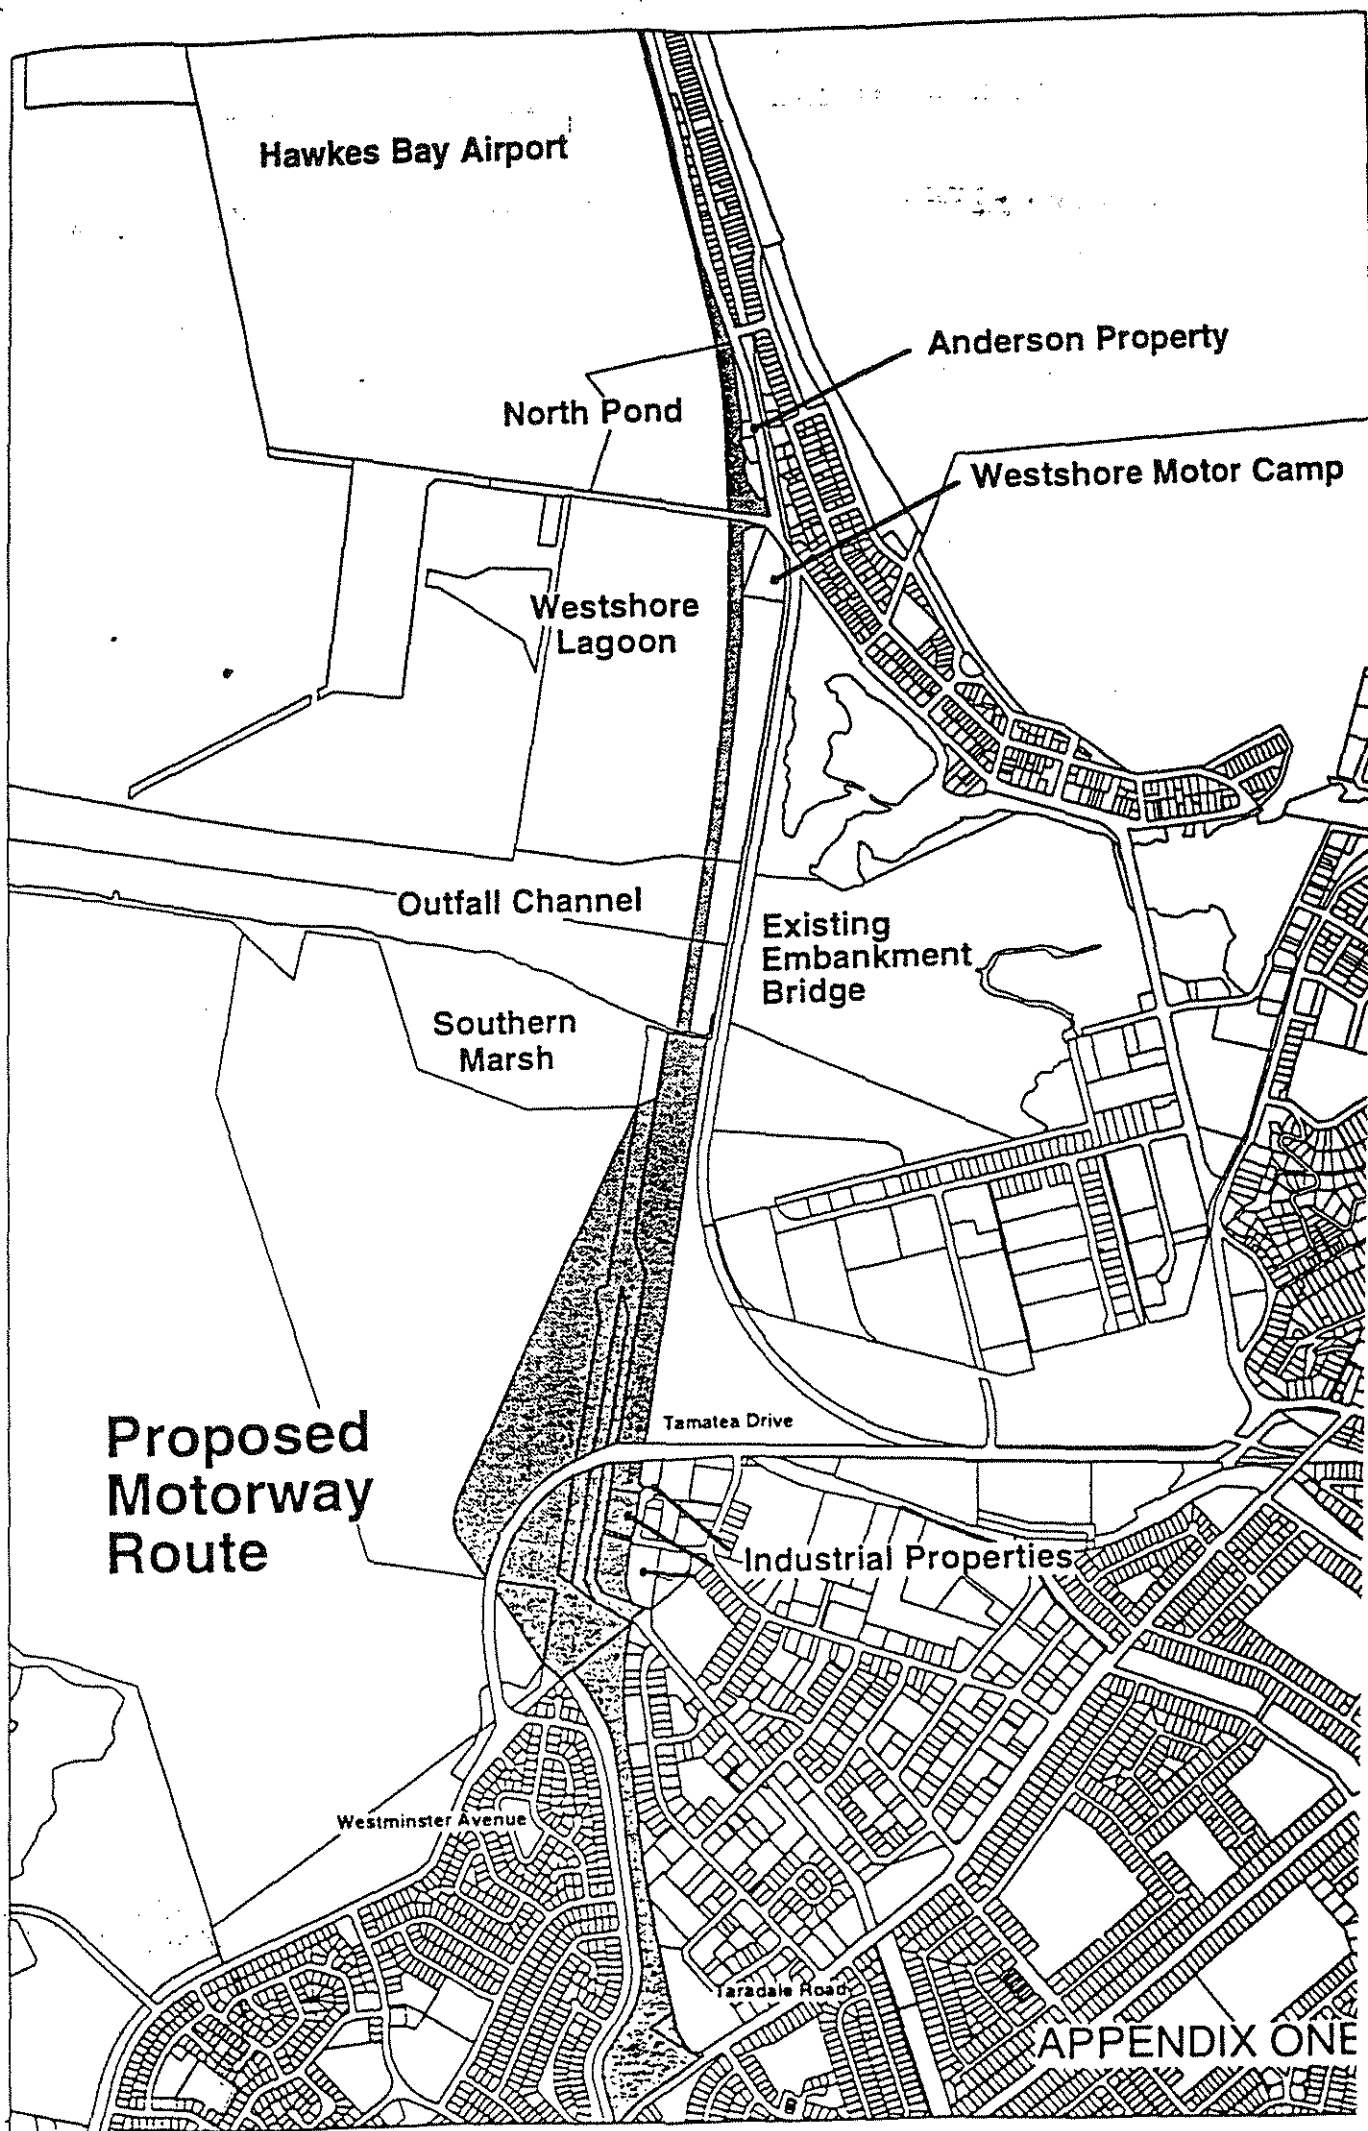 Hawkes Bay Airport
Anderson Property
North Pond
Westshore Motor Camp
Westshore
Lagoon
Outfall Channel
Existing
Embankment
Bridge
Southern
Marsh
Proposed
Motorway
Route
Tamatea Drive
Industrial Properties
Westminster Avenue
Taradale Road
APPENDIX ONE